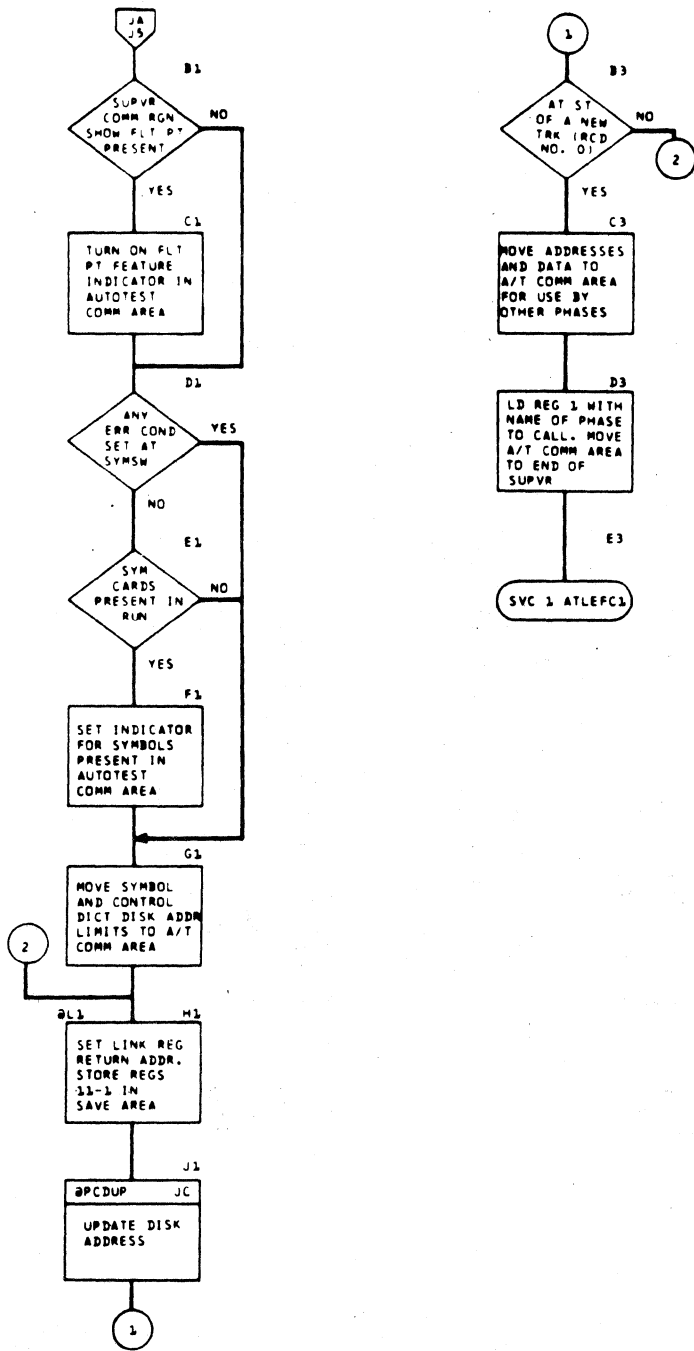 JA
J5
B1
SUPVR
COMM RGN
SHOW FLT PT
PRESENT
NO
YES
C1
TURN ON FLT
PT FEATURE
INDICATOR IN
AUTOTEST
COMM AREA
D1
ANY
ERR COND
SET AT
SYMSW
YES
NO
E1
SYM
CARDS
PRESENT IN
RUN
NO
YES
F1
SET INDICATOR
FOR SYMBOLS
PRESENT IN
AUTOTEST
COMM AREA
G1
MOVE SYMBOL
AND CONTROL
DICT DISK ADDR
LIMITS TO A/T
COMM AREA
2
@L1
H1
SET LINK REG
RETURN ADDR.
STORE REGS
11-1 IN
SAVE AREA
J1
@PCDUP JC
UPDATE DISK
ADDRESS
1
1
B3
AT ST
OF A NEW
TRK (RCD
NO. 0)
NO
2
YES
C3
MOVE ADDRESSES
AND DATA TO
A/T COMM AREA
FOR USE BY
OTHER PHASES
D3
LD REG 1 WITH
NAME OF PHASE
TO CALL. MOVE
A/T COMM AREA
TO END OF
SUPVR
E3
SVC 1 ATLEFC1